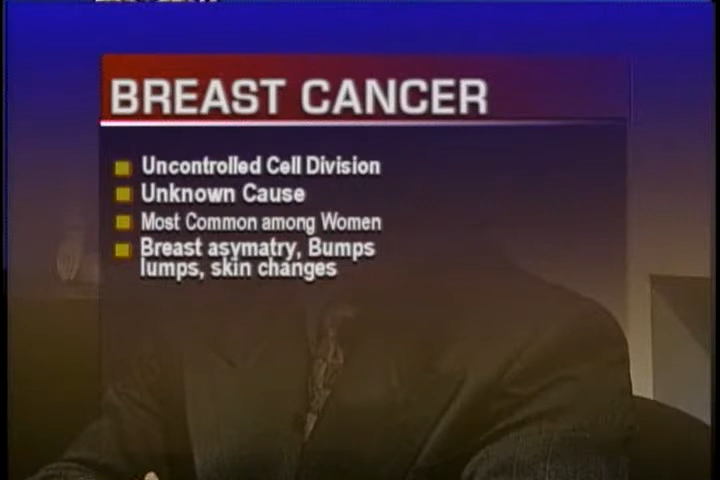 BREAST CANCER
Uncontrolled Cell Division
Unknown Cause
Most Common among Women
Breast asymatry, Bumps
lumps, skin changes